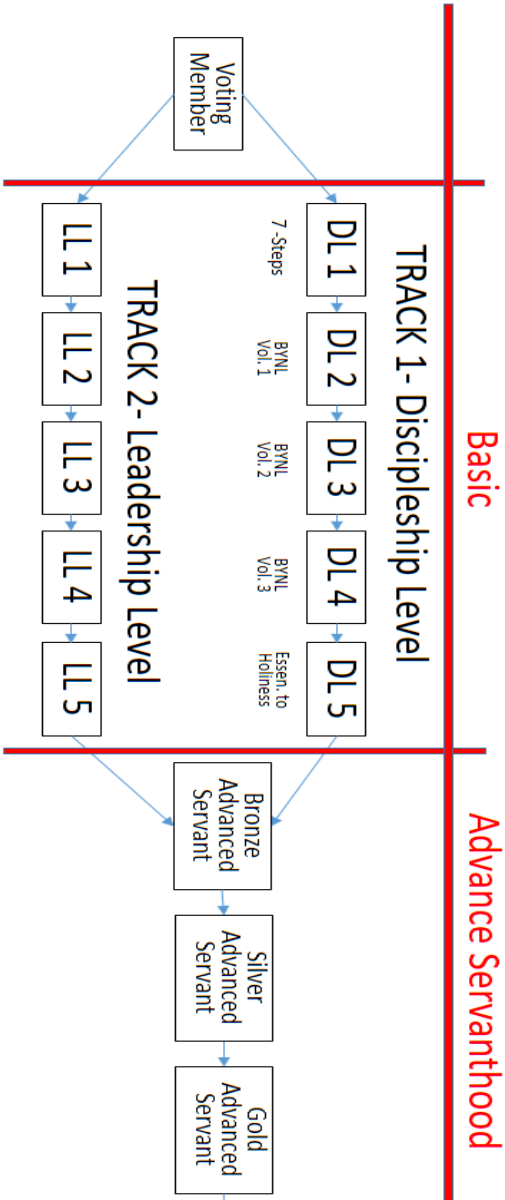 Basic
Advance Servanthood
TRACK 1- Discipleship Level
Voting
Member
DL 1
DL 2
DL 3
DL 4
DL 5
7 -Steps
BYNL
Vol. 1
BYNL
Vol. 2
BYNL
Vol. 3
Essen. to
Holiness
Bronze
Advanced
Servant
Silver
Advanced
Servant
Gold
Advanced
Servant
TRACK 2- Leadership Level
LL 1
LL 2
LL 3
LL 4
LL 5